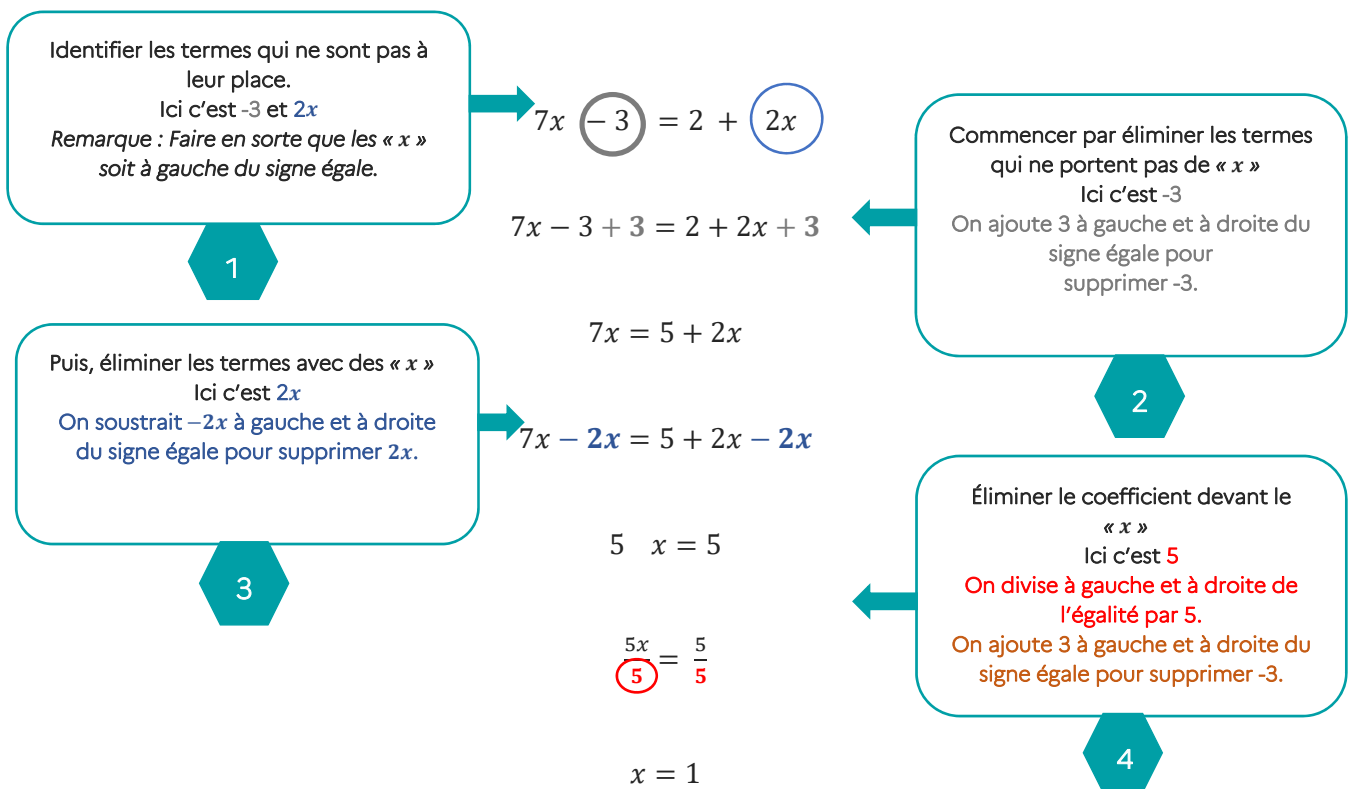 Identifier les termes qui ne sont pas à
leur place.
Ici c’est -3 et 2x
Remarque : Faire en sorte que les « x »
soit à gauche du signe égale.
1
7x − 3 = 2 + 2x
Commencer par éliminer les termes
qui ne portent pas de « x »
Ici c’est -3
On ajoute 3 à gauche et à droite du
signe égale pour
supprimer -3.
2
7x − 3 + 3 = 2 + 2x + 3
7x = 5 + 2x
Puis, éliminer les termes avec des « x »
Ici c’est 2x
On soustrait −2x à gauche et à droite
du signe égale pour supprimer 2x.
3
7x − 2x = 5 + 2x − 2x
5 x = 5
Éliminer le coefficient devant le
« x »
Ici c’est 5
On divise à gauche et à droite de
l’égalité par 5.
On ajoute 3 à gauche et à droite du
signe égale pour supprimer -3.
4
5x/5 = 5/5
x = 1